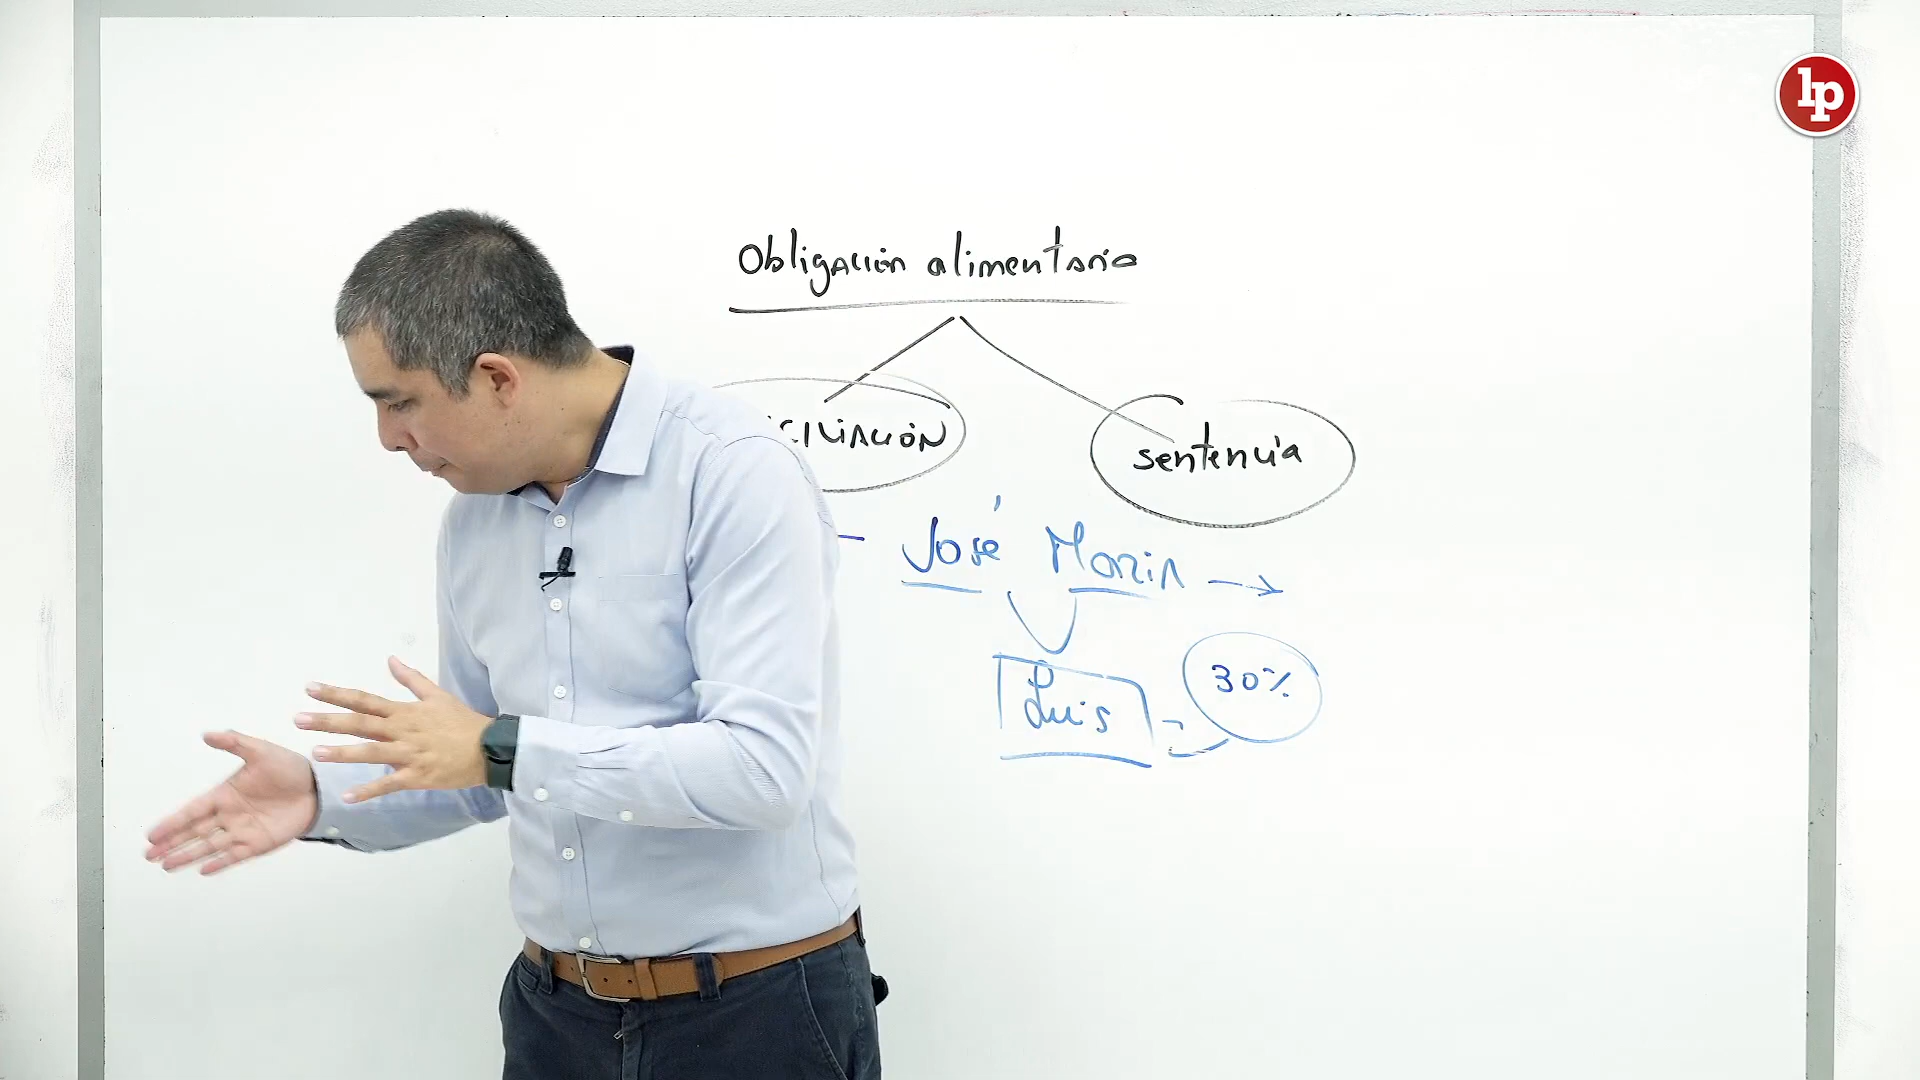 lp
Obligación alimentaria
sentencia
José María
Luis
30%